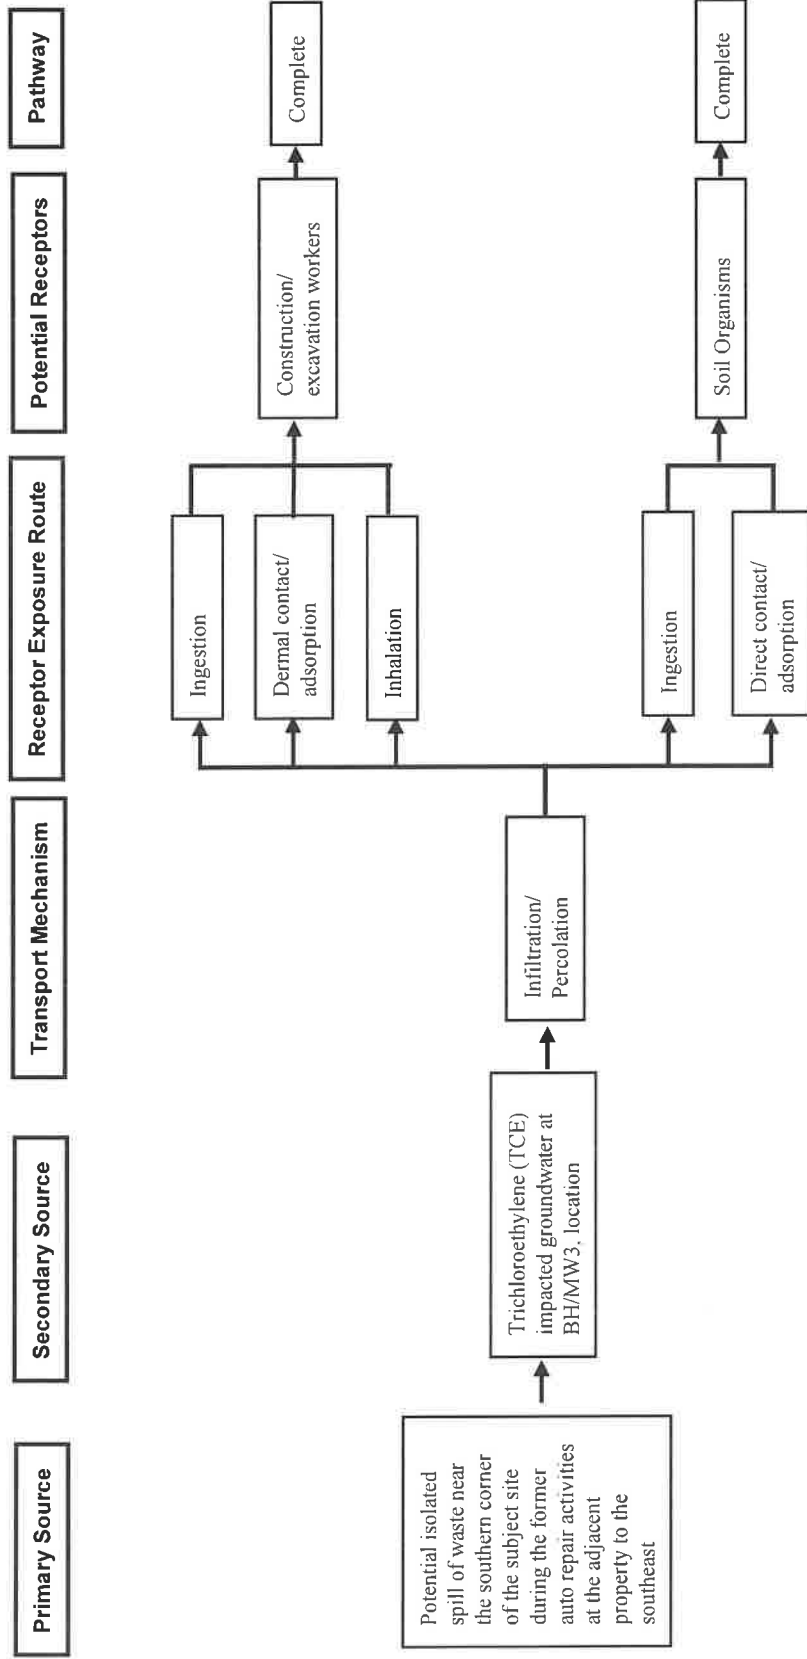 Primary Source
Secondary Source
Transport Mechanism
Receptor Exposure Route
Potential Receptors
Pathway
Potential isolated
spill of waste near
the southern corner
of the subject site
during the former
auto repair activities
at the adjacent
property to the
southeast
Trichloroethylene (TCE)
impacted groundwater at
BH/MW3, location
Infiltration/
Percolation
Ingestion
Dermal contact/
adsorption
Inhalation
Construction/
excavation workers
Complete
Ingestion
Direct contact/
adsorption
Soil Organisms
Complete